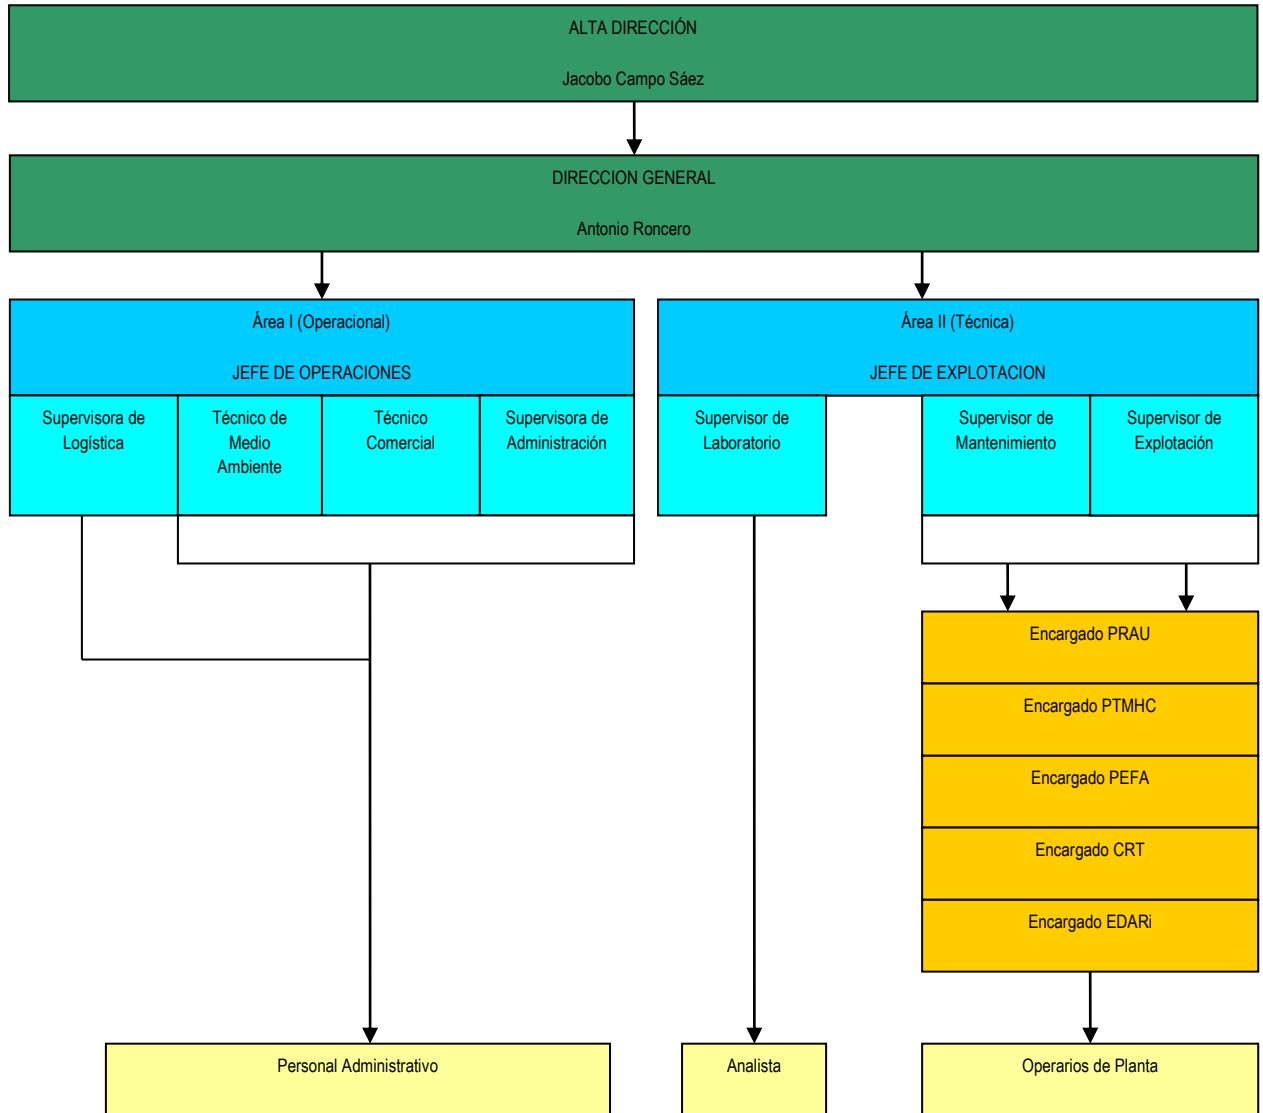 ALTA DIRECCIÓN
Jacobo Campo Sáez
DIRECCION GENERAL
Antonio Roncero
Área I (Operacional)
JEFE DE OPERACIONES
Área II (Técnica)
JEFE DE EXPLOTACION
Supervisora de
Logística
Técnico de
Medio
Ambiente
Técnico
Comercial
Supervisora de
Administración
Supervisor de
Laboratorio
Supervisor de
Mantenimiento
Supervisor de
Explotación
Encargado PRAU
Encargado PTMHC
Encargado PEFA
Encargado CRT
Encargado EDARi
Personal Administrativo
Analista
Operarios de Planta